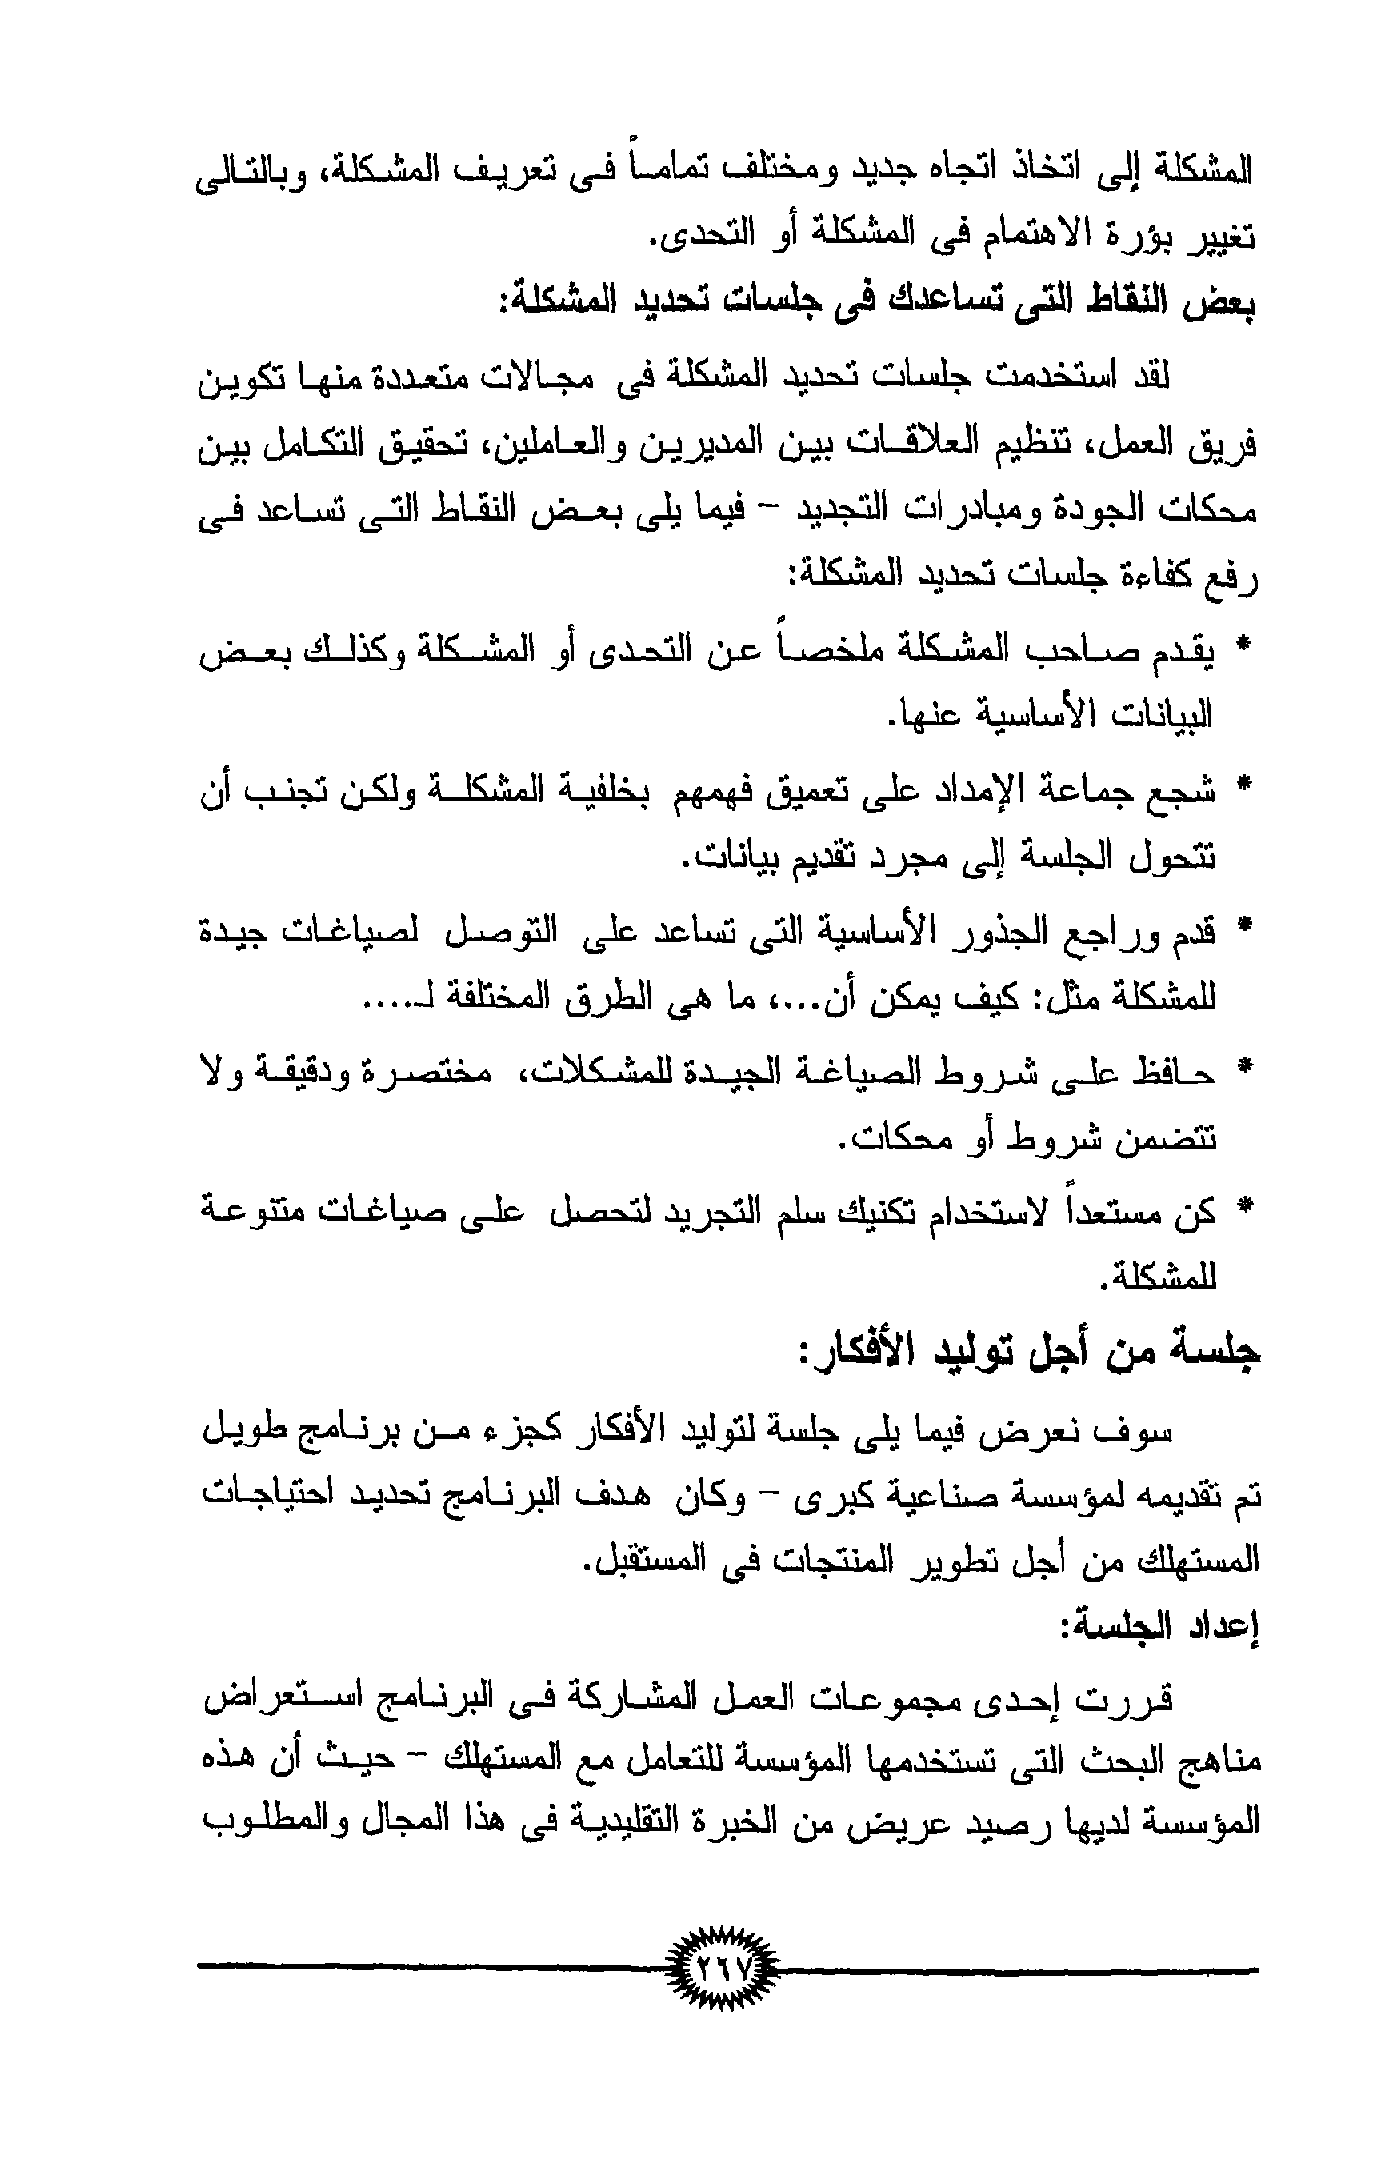 المشكلة إلى اتخاذ اتجاه جديد ومختلف تماماً فى تعريف المشكلة، وبالتالى
تغيير بؤرة الاهتمام فى المشكلة أو التحدى.
بعض النقاط التى تساعدك فى جلسات تحديد المشكلة:
لقد استخدمت جلسات تحديد المشكلة فى مجالات متعددة منها تكوين
فريق العمل، تنظيم العلاقات بين المديرين والعاملين، تحقيق التكامل بين
محكات الجودة ومبادرات التجديد – فيما يلى بعض النقاط التى تساعد فى
رفع كفاءة جلسات تحديد المشكلة:
* يقدم صاحب المشكلة ملخصاً عن التحدى أو المشكلة وكذلك بعض
البيانات الأساسية عنها.
* شجع جماعة الإمداد على تعميق فهمهم بخلفية المشكلة ولكن تجنب أن
تتحول الجلسة إلى مجرد تقديم بيانات.
* قدم وراجع الجذور الأساسية التى تساعد على التوصل لصياغات جيدة
للمشكلة مثل: كيف يمكن أن...، ما هى الطرق المختلفة لـ.....
* حافظ على شروط الصياغة الجيدة للمشكلات، مختصرة ودقيقة ولا
تتضمن شروط أو محكات.
* كن مستعداً لاستخدام تكنيك سلم التجريد لتحصل على صياغات متنوعة
للمشكلة.
جلسة من أجل توليد الأفكار:
سوف نعرض فيما يلى جلسة لتوليد الأفكار كجزء من برنامج طويل
تم تقديمه لمؤسسة صناعية كبرى – وكان هدف البرنامج تحديد احتياجات
المستهلك من أجل تطوير المنتجات فى المستقبل.
إعداد الجلسة:
قررت إحدى مجموعات العمل المشاركة فى البرنامج استعراض
مناهج البحث التى تستخدمها المؤسسة للتعامل مع المستهلك – حيث أن هذه
المؤسسة لديها رصيد عريض من الخبرة التقليدية فى هذا المجال والمطلوب
٢٦٧